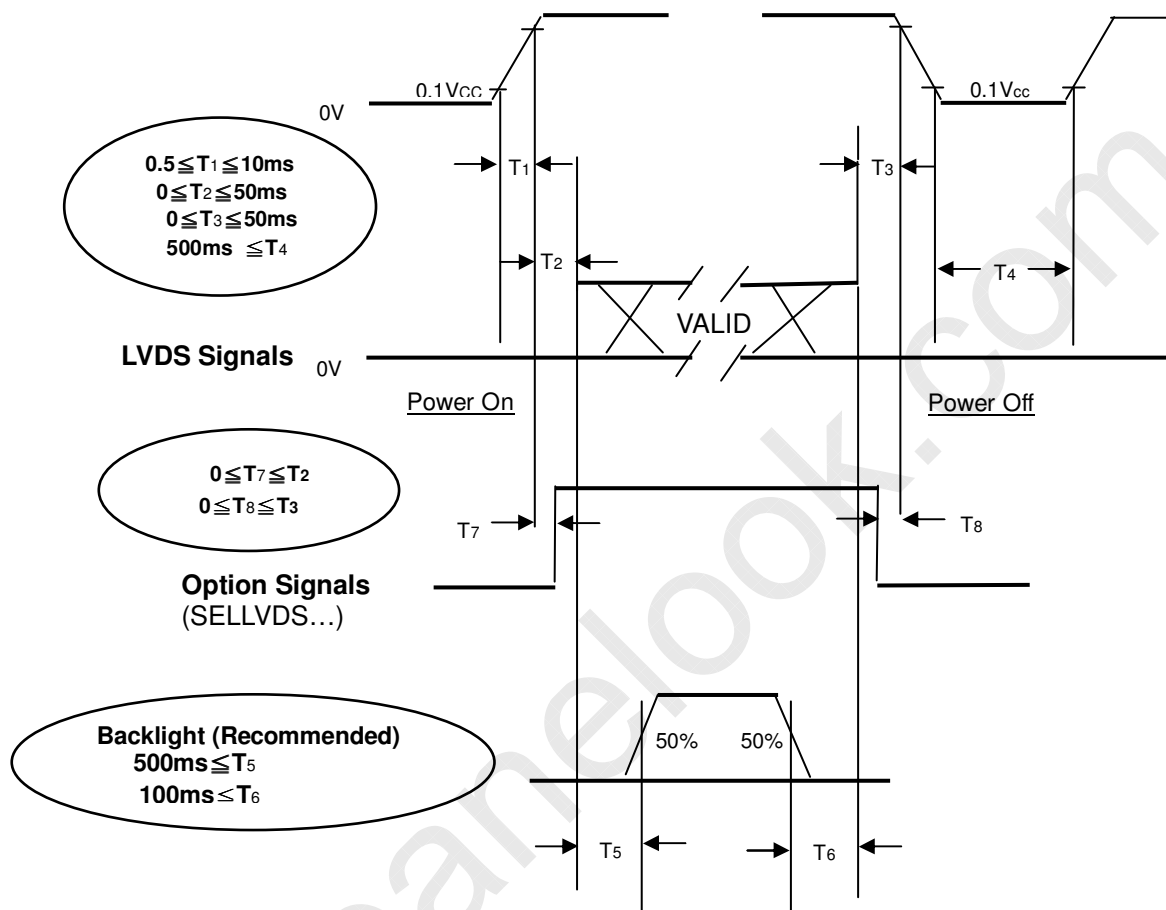 0.1Vcc
0.1Vcc
0V
0.5≦T1≦10ms
0≦T2≦50ms
0≦T3≦50ms
500ms ≦T4
T1
T3
T2
T4
VALID
LVDS Signals
0V
Power On
Power Off
0≦T7≦T2
0≦T8≦T3
T7
T8
Option Signals
(SELLVDS…)
Backlight (Recommended)
500ms≦T5
100ms≤T6
50%
50%
T5
T6
anelook.com